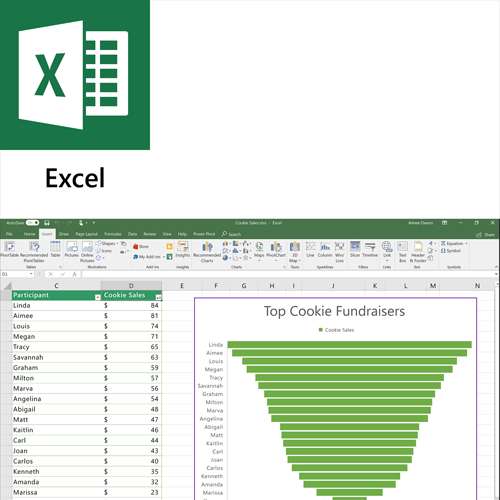 X
Excel
AutoSave On Cookie Sales.xlsx - Excel Aimee Owens
File Home Insert Draw Page Layout Formulas Data Review View Help Power Pivot Search
PivotTable Recommended PivotTables Table Pictures Online Pictures Shapes Icons Store My Add-ins Insights Recommended Charts Maps PivotChart 3D Map Line Column Win/Loss Slicer Timeline Link Text Box Header & Footer Equation Symbol
Tables Illustrations Add-ins Insights Charts Tours Sparklines Filters Links Text Symbols
C D E F G H I J K L M N
Participant Cookie Sales
Linda $ 84
Aimee $ 81
Louis $ 74
Megan $ 71
Tracy $ 65
Savannah $ 63
Graham $ 59
Milton $ 57
Marva $ 56
Angelina $ 54
Abigail $ 48
Matt $ 47
Kaitlin $ 46
Carl $ 44
Joan $ 43
Carlos $ 40
Kenneth $ 35
Amanda $ 32
Marissa $ 23
Top Cookie Fundraisers
Cookie Sales
Linda
Aimee
Louis
Megan
Tracy
Savannah
Graham
Milton
Marva
Angelina
Abigail
Matt
Kaitlin
Carl
Joan
Carlos
Kenneth
Amanda
Marissa